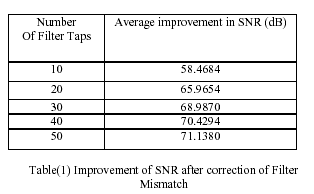 Number Of Filter Taps | Average improvement in SNR (dB)
10 | 58.4684
20 | 65.9654
30 | 68.9870
40 | 70.4294
50 | 71.1380
Table(1) Improvement of SNR after correction of Filter
Mismatch